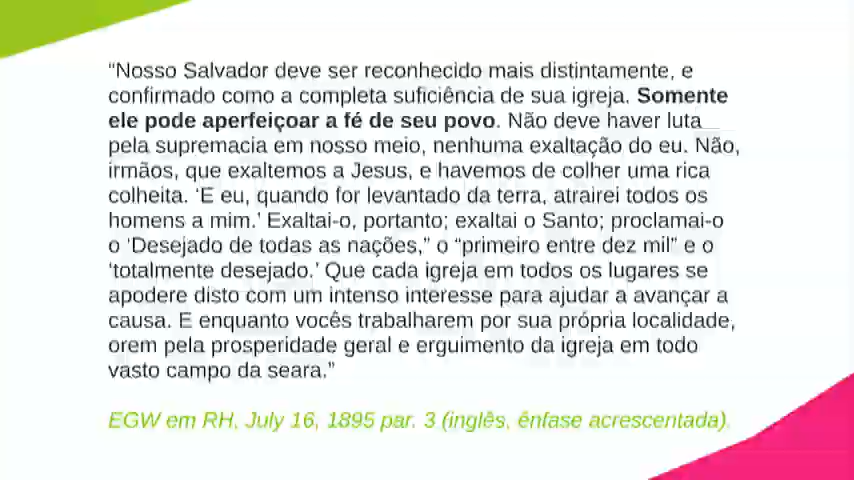 “Nosso Salvador deve ser reconhecido mais distintamente, e
confirmado como a completa suficiência de sua igreja. Somente
ele pode aperfeiçoar a fé de seu povo. Não deve haver luta
pela supremacia em nosso meio, nenhuma exaltação do eu. Não,
irmãos, que exaltemos a Jesus, e havemos de colher uma rica
colheita. ‘E eu, quando for levantado da terra, atrairei todos os
homens a mim.’ Exaltai-o, portanto; exaltai o Santo; proclamai-o
o ‘Desejado de todas as nações,” o “primeiro entre dez mil” e o
‘totalmente desejado.’ Que cada igreja em todos os lugares se
apodere disto com um intenso interesse para ajudar a avançar a
causa. E enquanto vocês trabalharem por sua própria localidade,
orem pela prosperidade geral e erguimento da igreja em todo
vasto campo da seara.”
EGW em RH, July 16, 1895 par. 3 (inglês, ênfase acrescentada).